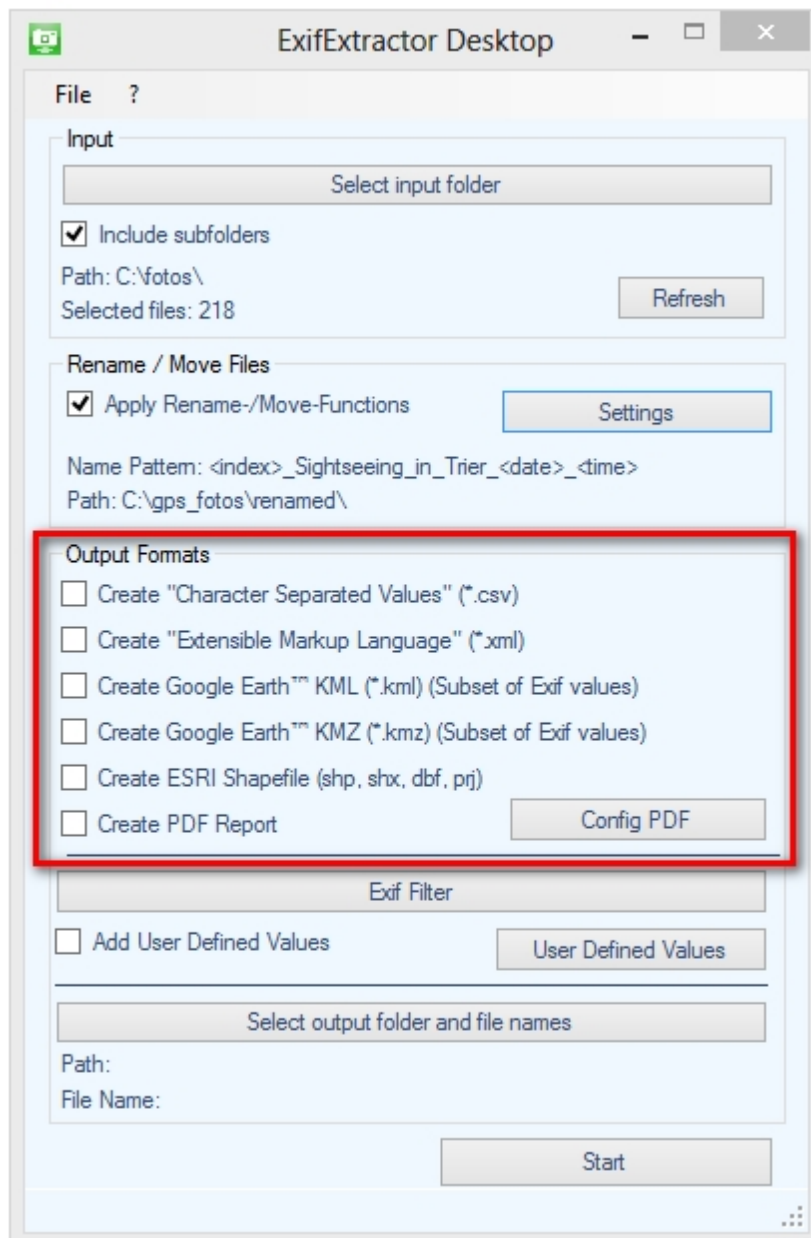 ExifExtractor Desktop
File ?
Input
Select input folder
Include subfolders
Path: C:\fotos\
Selected files: 218
Refresh
Rename / Move Files
Apply Rename-/Move-Functions
Settings
Name Pattern: <index>_Sightseeing_in_Trier_<date>_<time>
Path: C:\gps_fotos\renamed\
Output Formats
Create "Character Separated Values" (*.csv)
Create "Extensible Markup Language" (*.xml)
Create Google Earth™ KML (*.kml) (Subset of Exif values)
Create Google Earth™ KMZ (*.kmz) (Subset of Exif values)
Create ESRI Shapefile (shp, shx, dbf, prj)
Create PDF Report
Config PDF
Exif Filter
Add User Defined Values
User Defined Values
Select output folder and file names
Path:
File Name:
Start